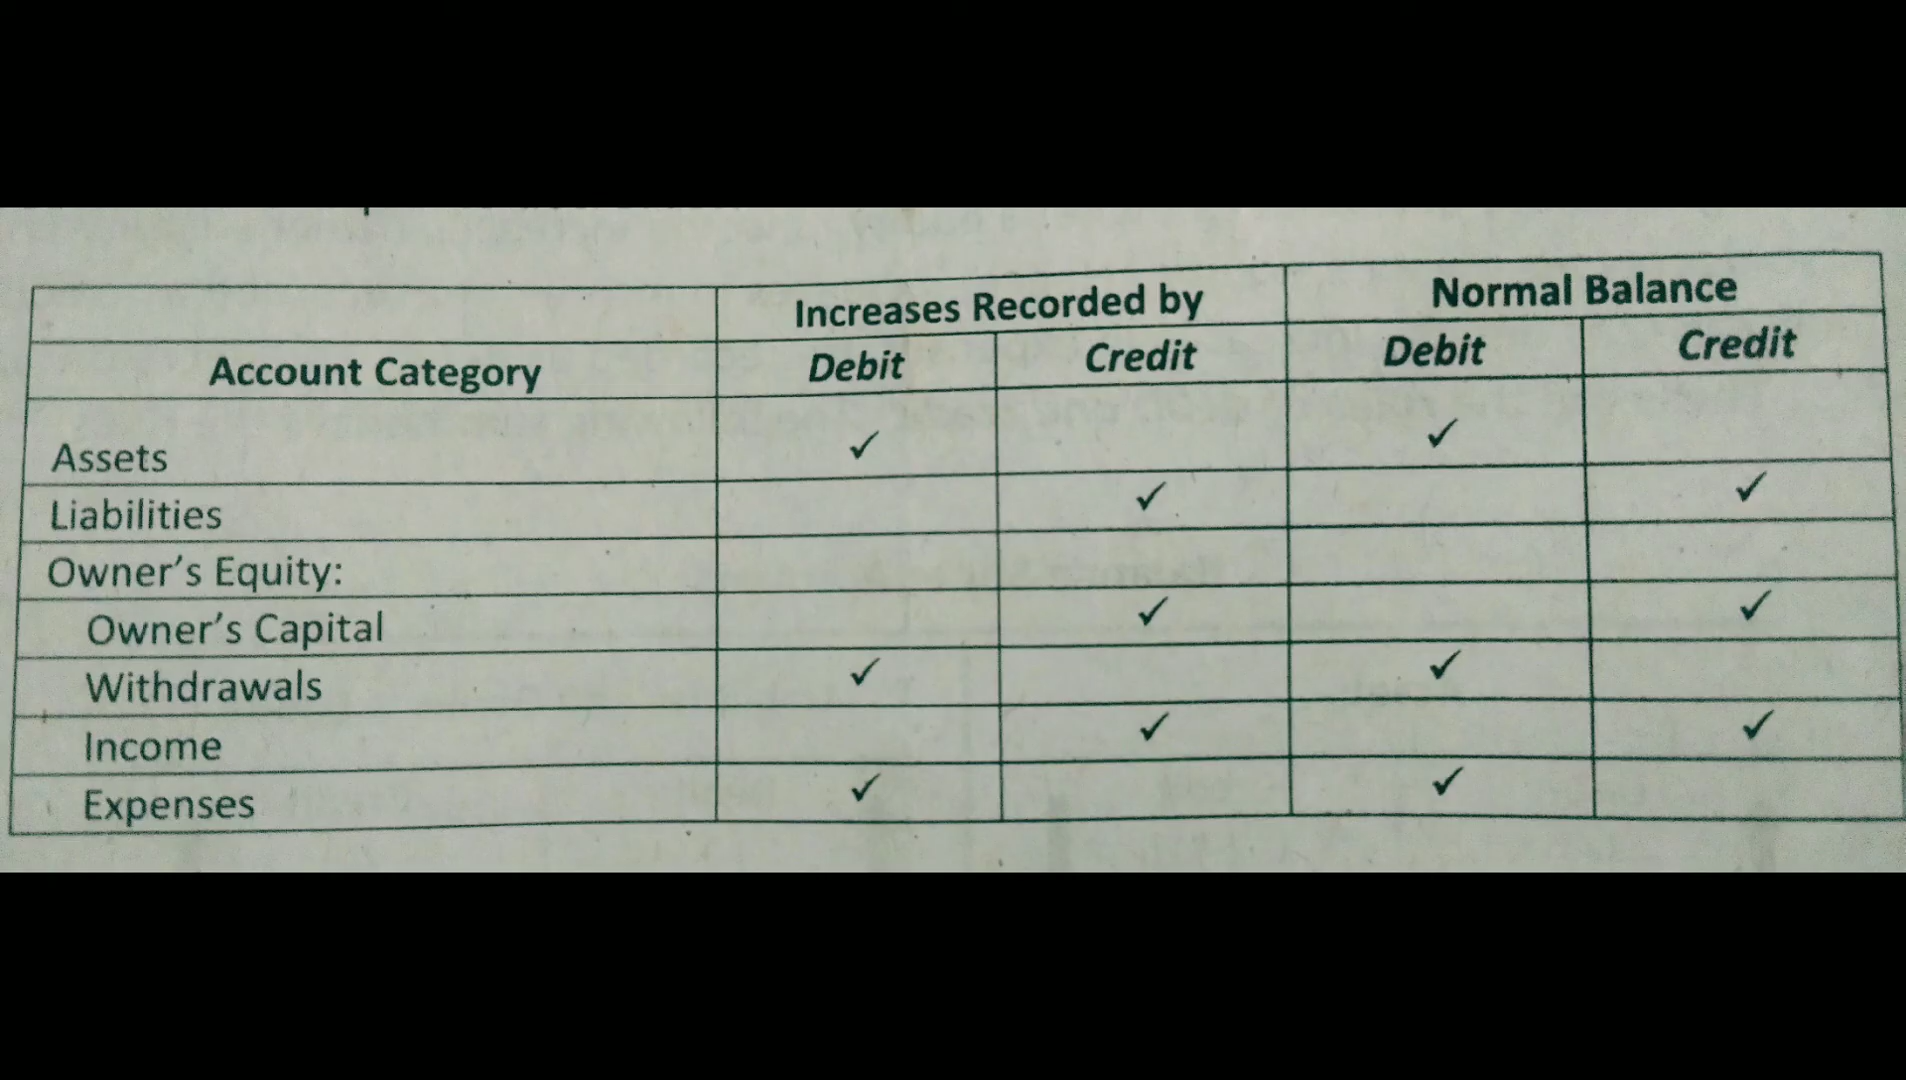 Increases Recorded by Normal Balance
Account Category Debit Credit Debit Credit
Assets ✓ ✓
Liabilities ✓ ✓
Owner's Equity:
Owner's Capital ✓ ✓
Withdrawals ✓ ✓
Income ✓ ✓
Expenses ✓ ✓